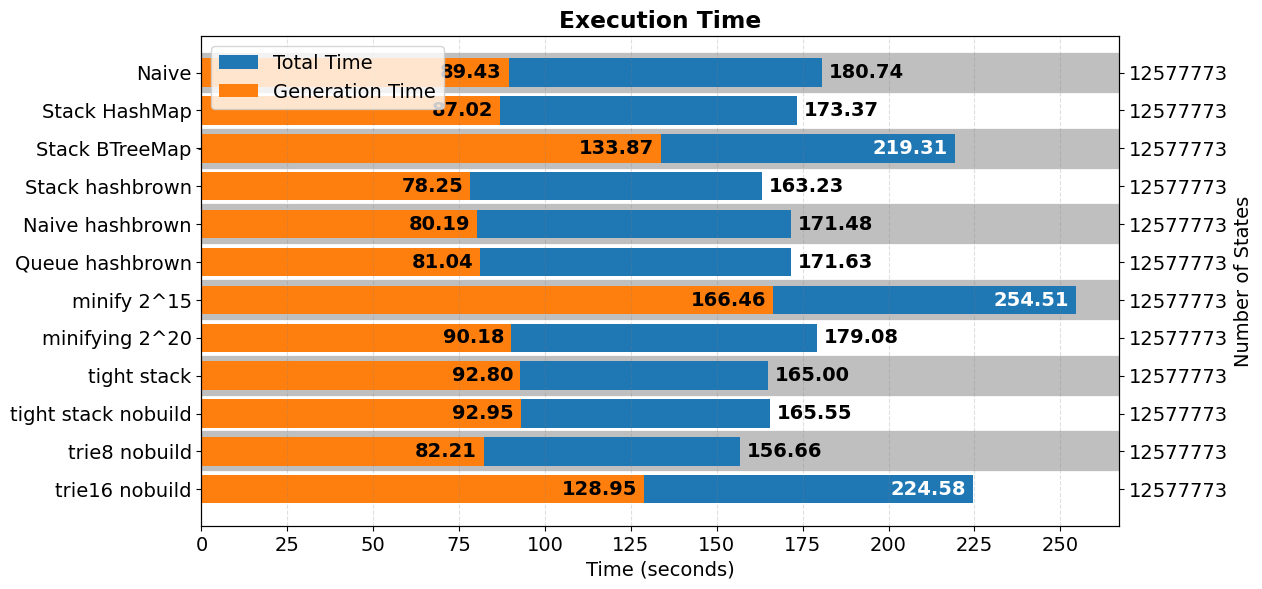 Execution Time
Total Time
Generation Time
Naive 89.43 180.74 12577773
Stack HashMap 87.02 173.37 12577773
Stack BTreeMap 133.87 219.31 12577773
Stack hashbrown 78.25 163.23 12577773
Naive hashbrown 80.19 171.48 12577773
Queue hashbrown 81.04 171.63 12577773
minify 2^15 166.46 254.51 12577773
minifying 2^20 90.18 179.08 12577773
tight stack 92.80 165.00 12577773
tight stack nobuild 92.95 165.55 12577773
trie8 nobuild 82.21 156.66 12577773
trie16 nobuild 128.95 224.58 12577773
Number of States
0 25 50 75 100 125 150 175 200 225 250
Time (seconds)